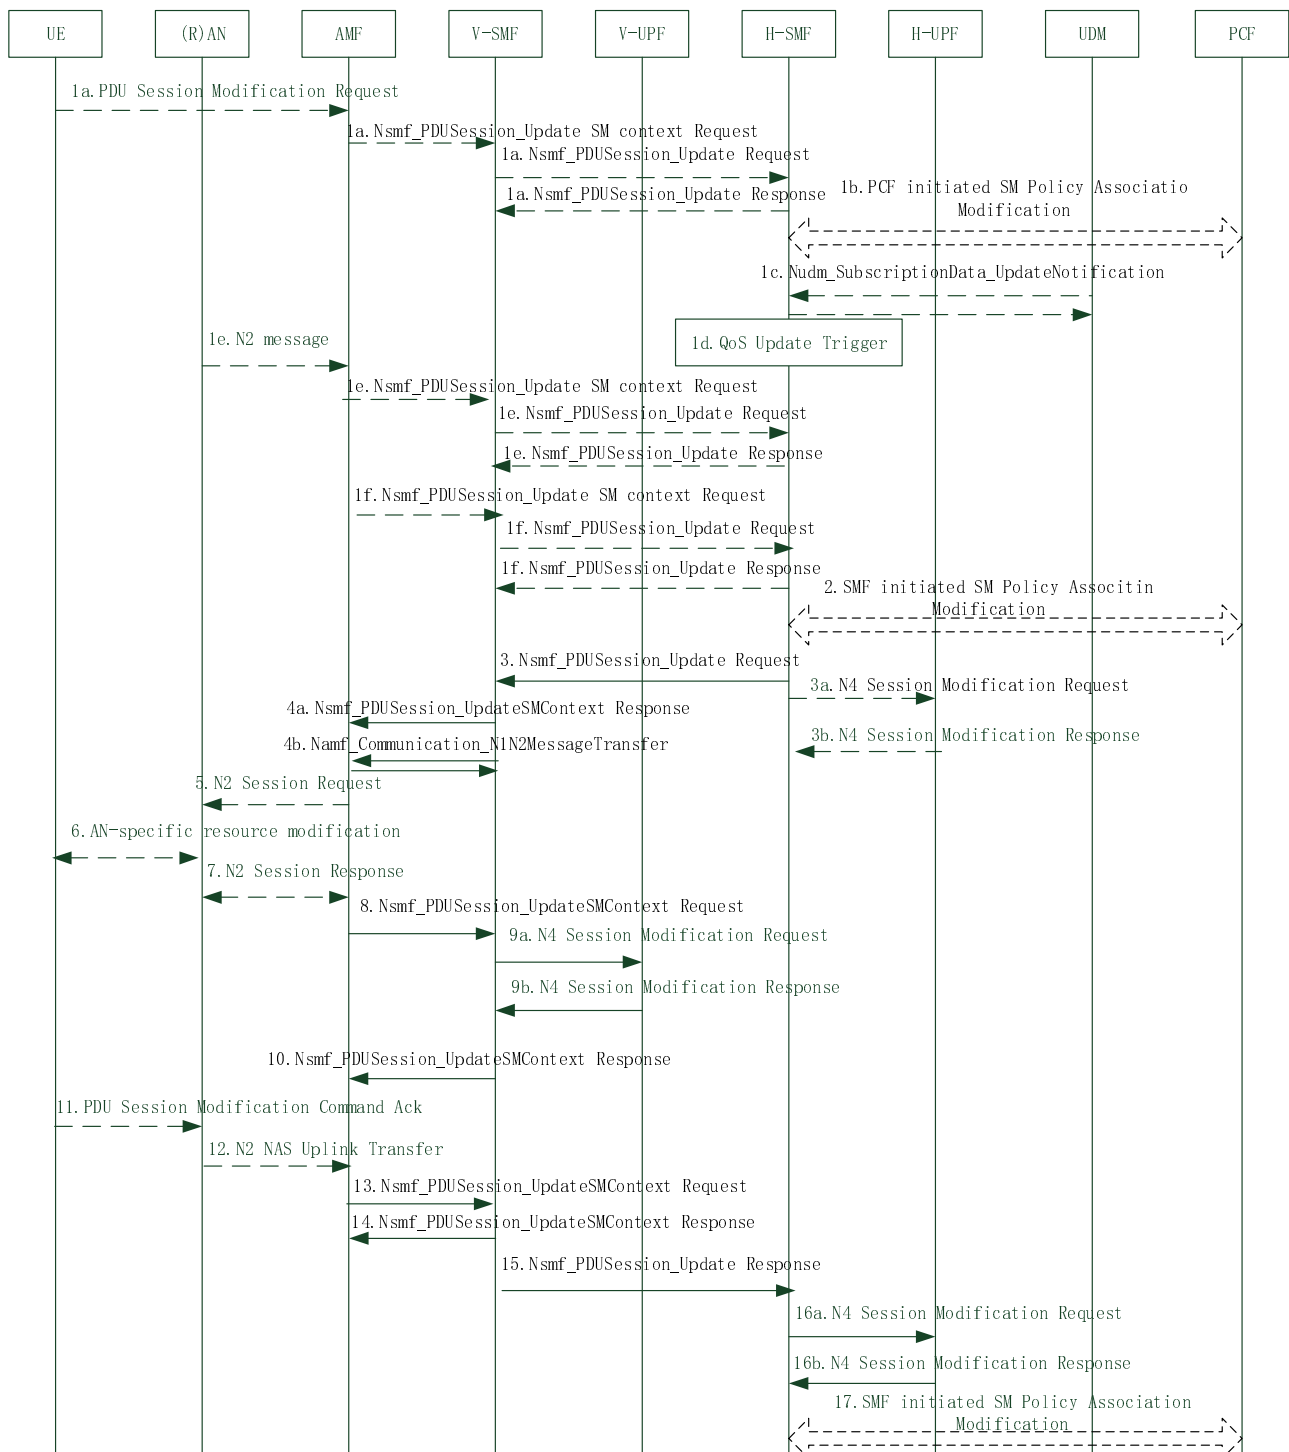 UE
(R)AN
AMF
V-SMF
V-UPF
H-SMF
H-UPF
UDM
PCF
1a.PDU Session Modification Request
1a.Nsmf_PDUSession_Update SM context Request
1a.Nsmf_PDUSession_Update Request
1a.Nsmf_PDUSession_Update Response
1b.PCF initiated SM Policy Associatio
Modification
1c.Nudm_SubscriptionData_UpdateNotification
1d.QoS Update Trigger
1e.N2 message
1e.Nsmf_PDUSession_Update SM context Request
1e.Nsmf_PDUSession_Update Request
1e.Nsmf_PDUSession_Update Response
1f.Nsmf_PDUSession_Update SM context Request
1f.Nsmf_PDUSession_Update Request
1f.Nsmf_PDUSession_Update Response
2.SMF initiated SM Policy Associtin
Modification
3.Nsmf_PDUSession_Update Request
3a.N4 Session Modification Request
4a.Nsmf_PDUSession_UpdateSMContext Response
3b.N4 Session Modification Response
4b.Namf_Communication_N1N2MessageTransfer
5.N2 Session Request
6.AN-specific resource modification
7.N2 Session Response
8.Nsmf_PDUSession_UpdateSMContext Request
9a.N4 Session Modification Request
9b.N4 Session Modification Response
10.Nsmf_PDUSession_UpdateSMContext Response
11.PDU Session Modification Command Ack
12.N2 NAS Uplink Transfer
13.Nsmf_PDUSession_UpdateSMContext Request
14.Nsmf_PDUSession_UpdateSMContext Response
15.Nsmf_PDUSession_Update Response
16a.N4 Session Modification Request
16b.N4 Session Modification Response
17.SMF initiated SM Policy Association
Modification